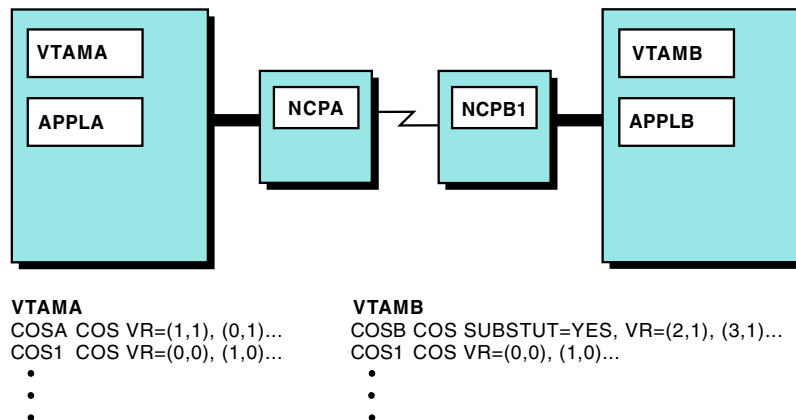 VTAMA
APPLA
NCPA
NCPB1
VTAMB
APPLB
VTAMA
COSA COS VR=(1,1), (0,1)...
COS1 COS VR=(0,0), (1,0)...
VTAMB
COSB COS SUBSTUT=YES, VR=(2,1), (3,1)...
COS1 COS VR=(0,0), (1,0)...